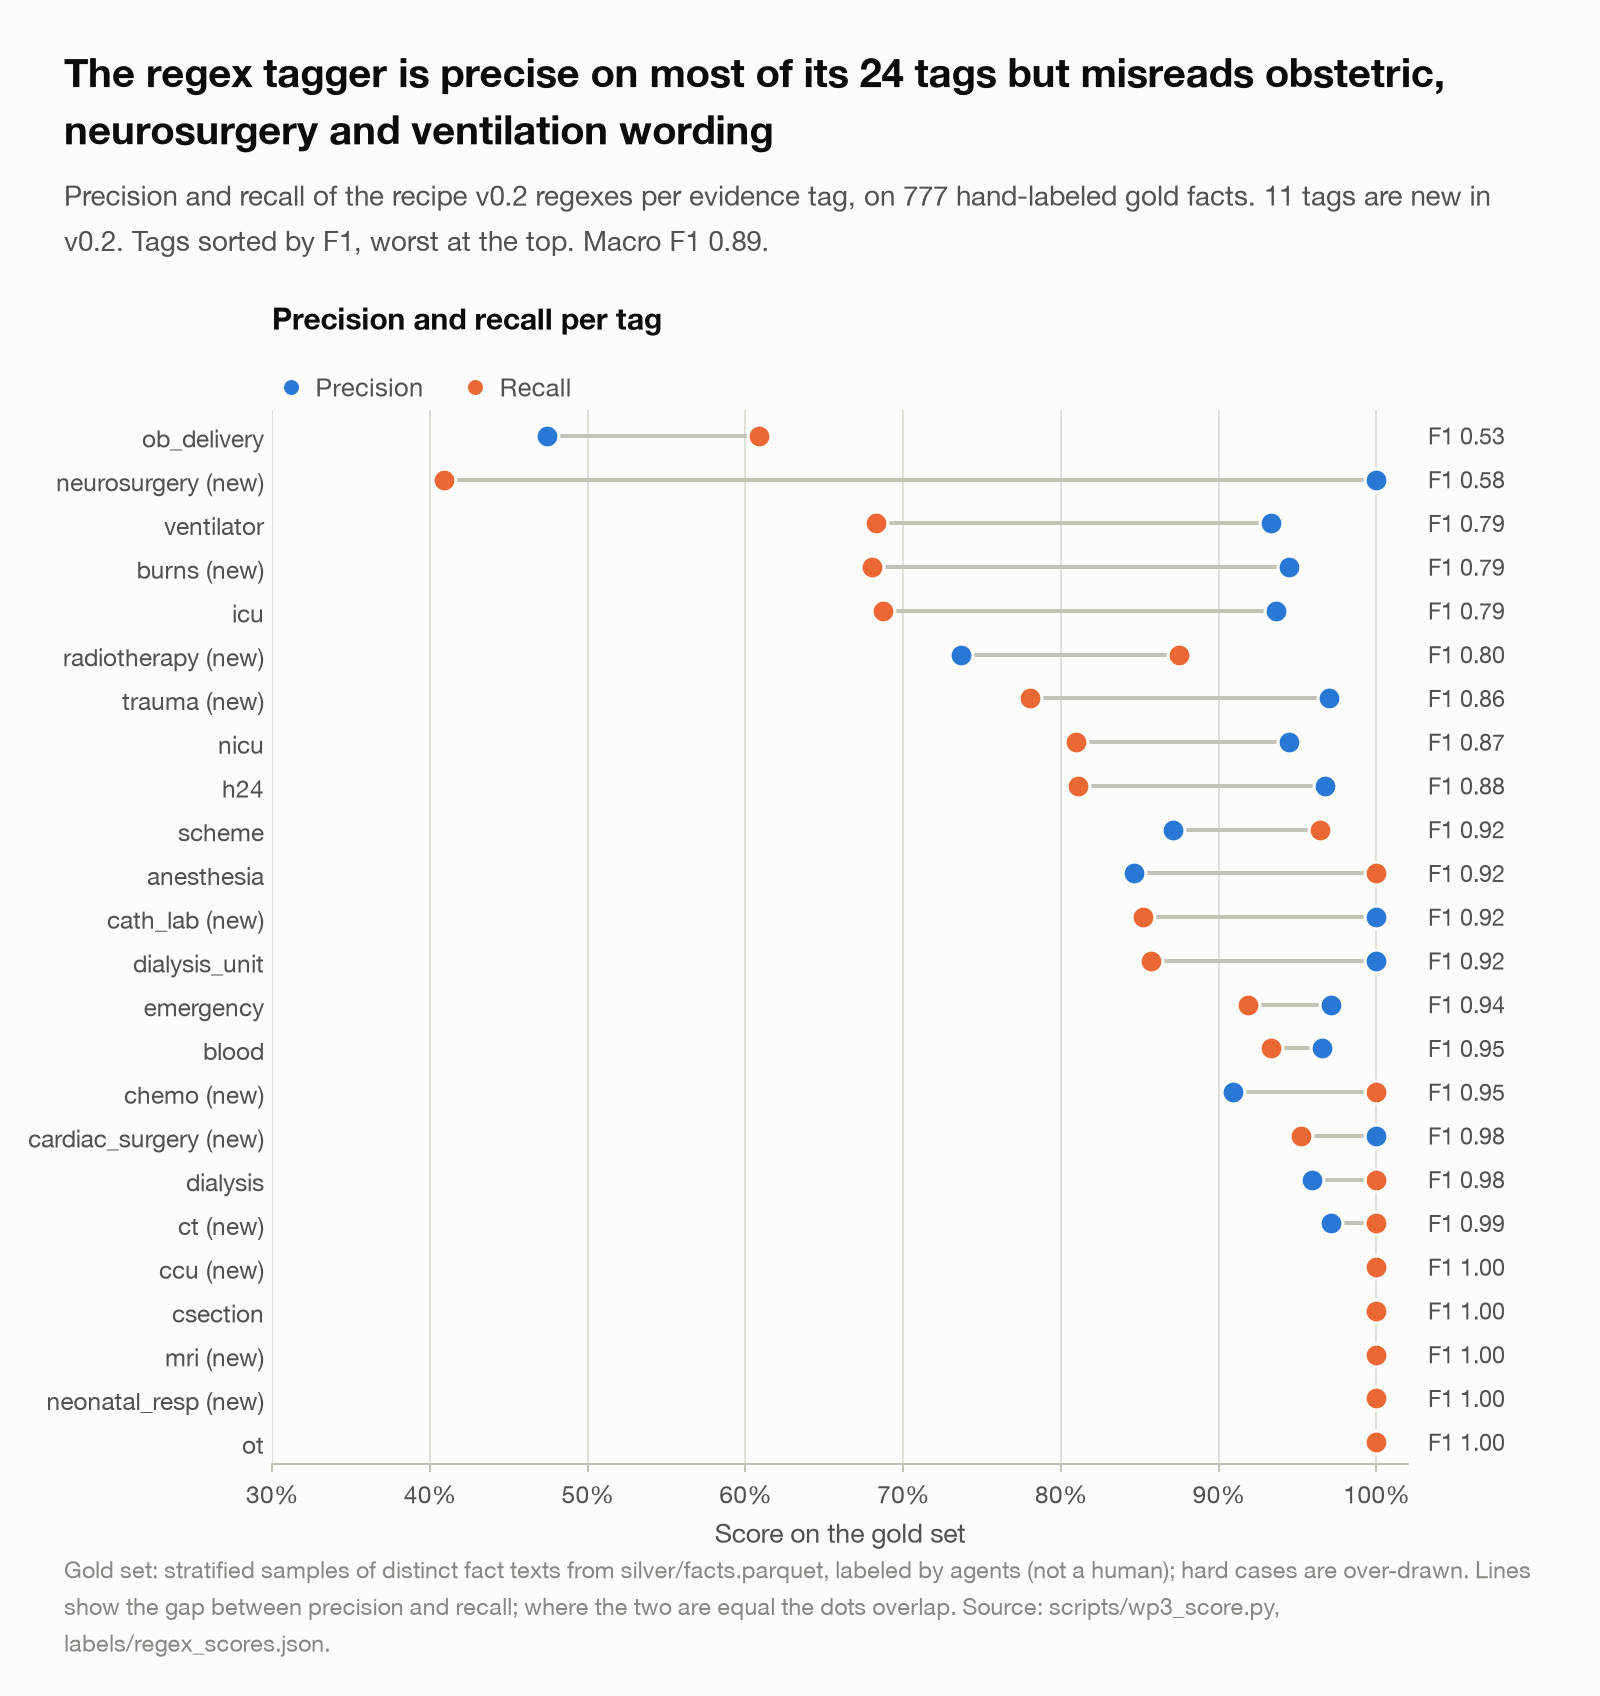 The regex tagger is precise on most of its 24 tags but misreads obstetric,
neurosurgery and ventilation wording
Precision and recall of the recipe v0.2 regexes per evidence tag, on 777 hand-labeled gold facts. 11 tags are new in
v0.2. Tags sorted by F1, worst at the top. Macro F1 0.89.
Precision and recall per tag
Precision Recall
ob_delivery F1 0.53
neurosurgery (new) F1 0.58
ventilator F1 0.79
burns (new) F1 0.79
icu F1 0.79
radiotherapy (new) F1 0.80
trauma (new) F1 0.86
nicu F1 0.87
h24 F1 0.88
scheme F1 0.92
anesthesia F1 0.92
cath_lab (new) F1 0.92
dialysis_unit F1 0.92
emergency F1 0.94
blood F1 0.95
chemo (new) F1 0.95
cardiac_surgery (new) F1 0.98
dialysis F1 0.98
ct (new) F1 0.99
ccu (new) F1 1.00
csection F1 1.00
mri (new) F1 1.00
neonatal_resp (new) F1 1.00
ot F1 1.00
30% 40% 50% 60% 70% 80% 90% 100%
Score on the gold set
Gold set: stratified samples of distinct fact texts from silver/facts.parquet, labeled by agents (not a human); hard cases are over-drawn. Lines
show the gap between precision and recall; where the two are equal the dots overlap. Source: scripts/wp3_score.py,
labels/regex_scores.json.